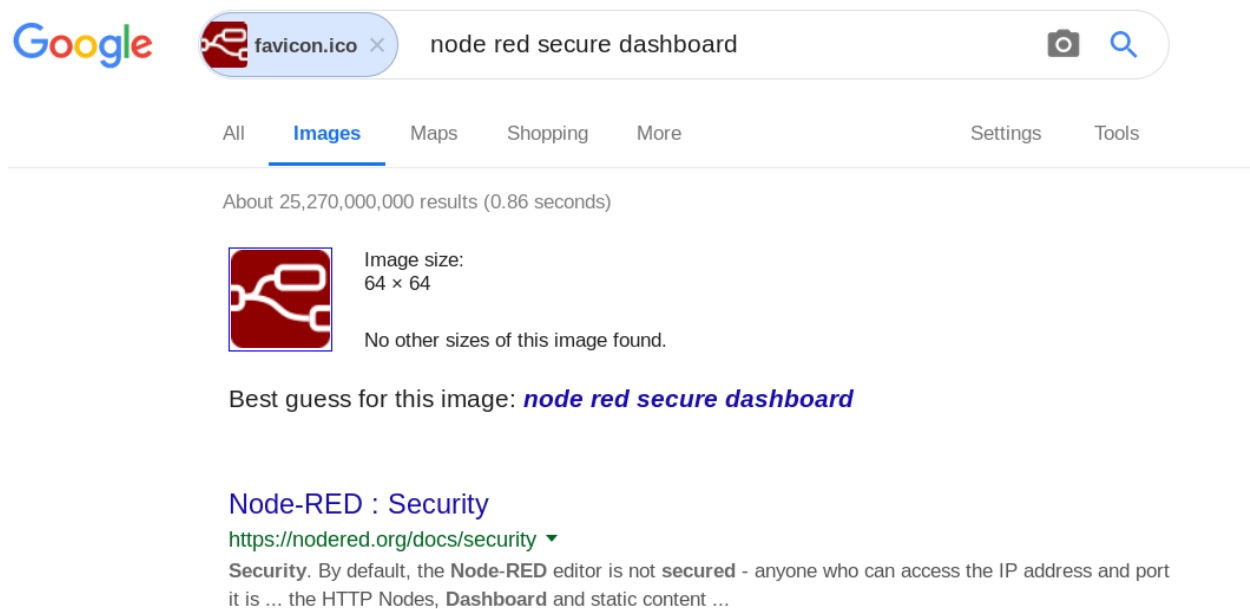 Google favicon.ico × node red secure dashboard
All Images Maps Shopping More Settings Tools
About 25,270,000,000 results (0.86 seconds)
Image size:
64 × 64
No other sizes of this image found.
Best guess for this image: node red secure dashboard
Node-RED : Security
https://nodered.org/docs/security
Security. By default, the Node-RED editor is not secured - anyone who can access the IP address and port
it is ... the HTTP Nodes, Dashboard and static content ...